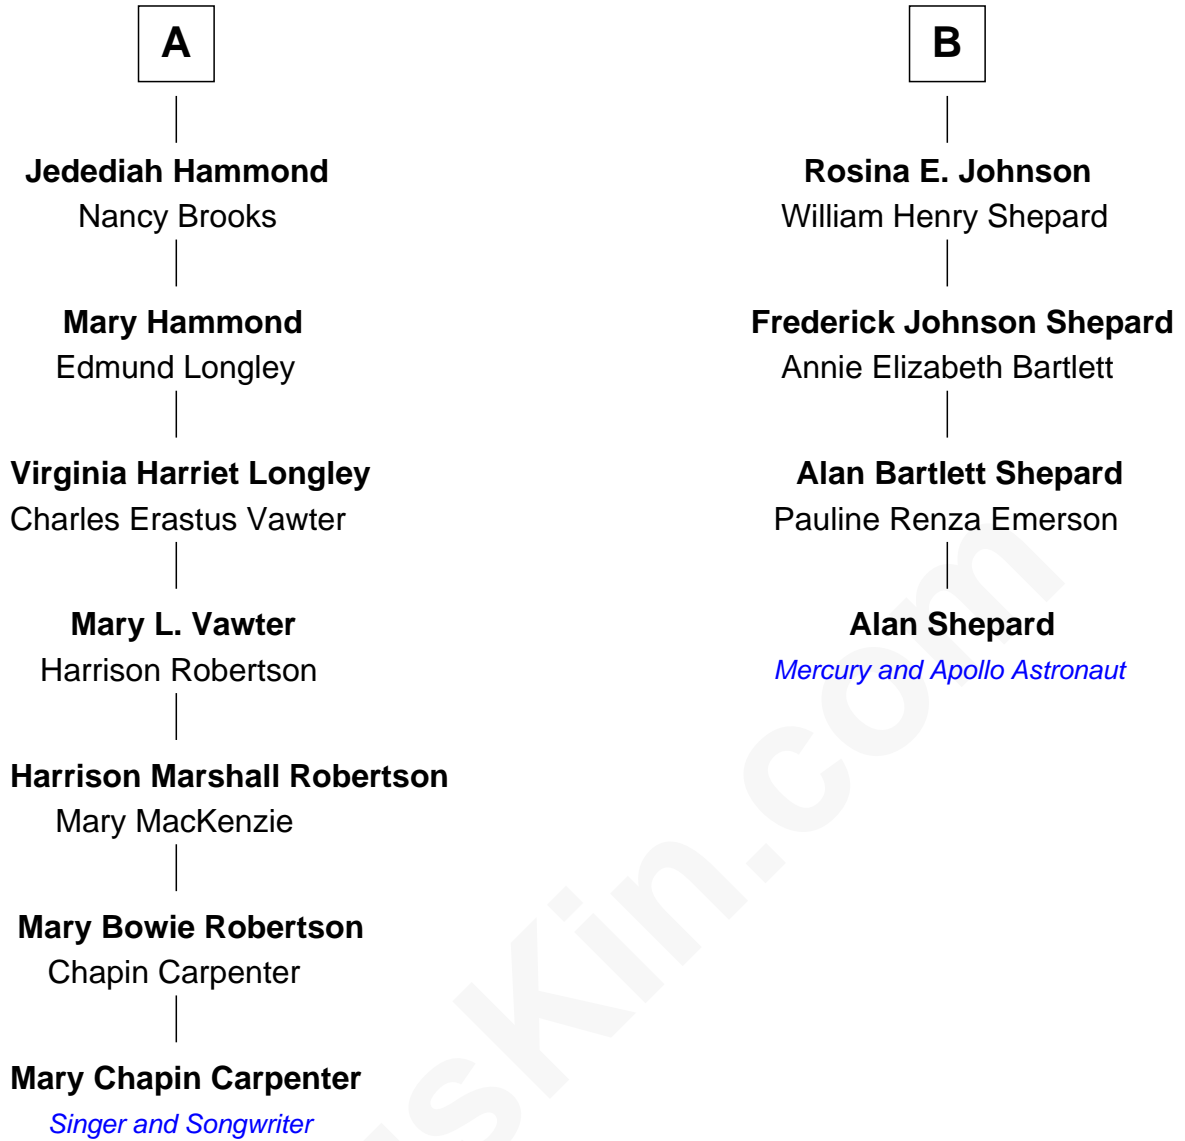 A
Jedediah Hammond
Nancy Brooks
Mary Hammond
Edmund Longley
Virginia Harriet Longley
Charles Erastus Vawter
Mary L. Vawter
Harrison Robertson
Harrison Marshall Robertson
Mary MacKenzie
Mary Bowie Robertson
Chapin Carpenter
Mary Chapin Carpenter
Singer and Songwriter
B
Rosina E. Johnson
William Henry Shepard
Frederick Johnson Shepard
Annie Elizabeth Bartlett
Alan Bartlett Shepard
Pauline Renza Emerson
Alan Shepard
Mercury and Apollo Astronaut
usKin.com